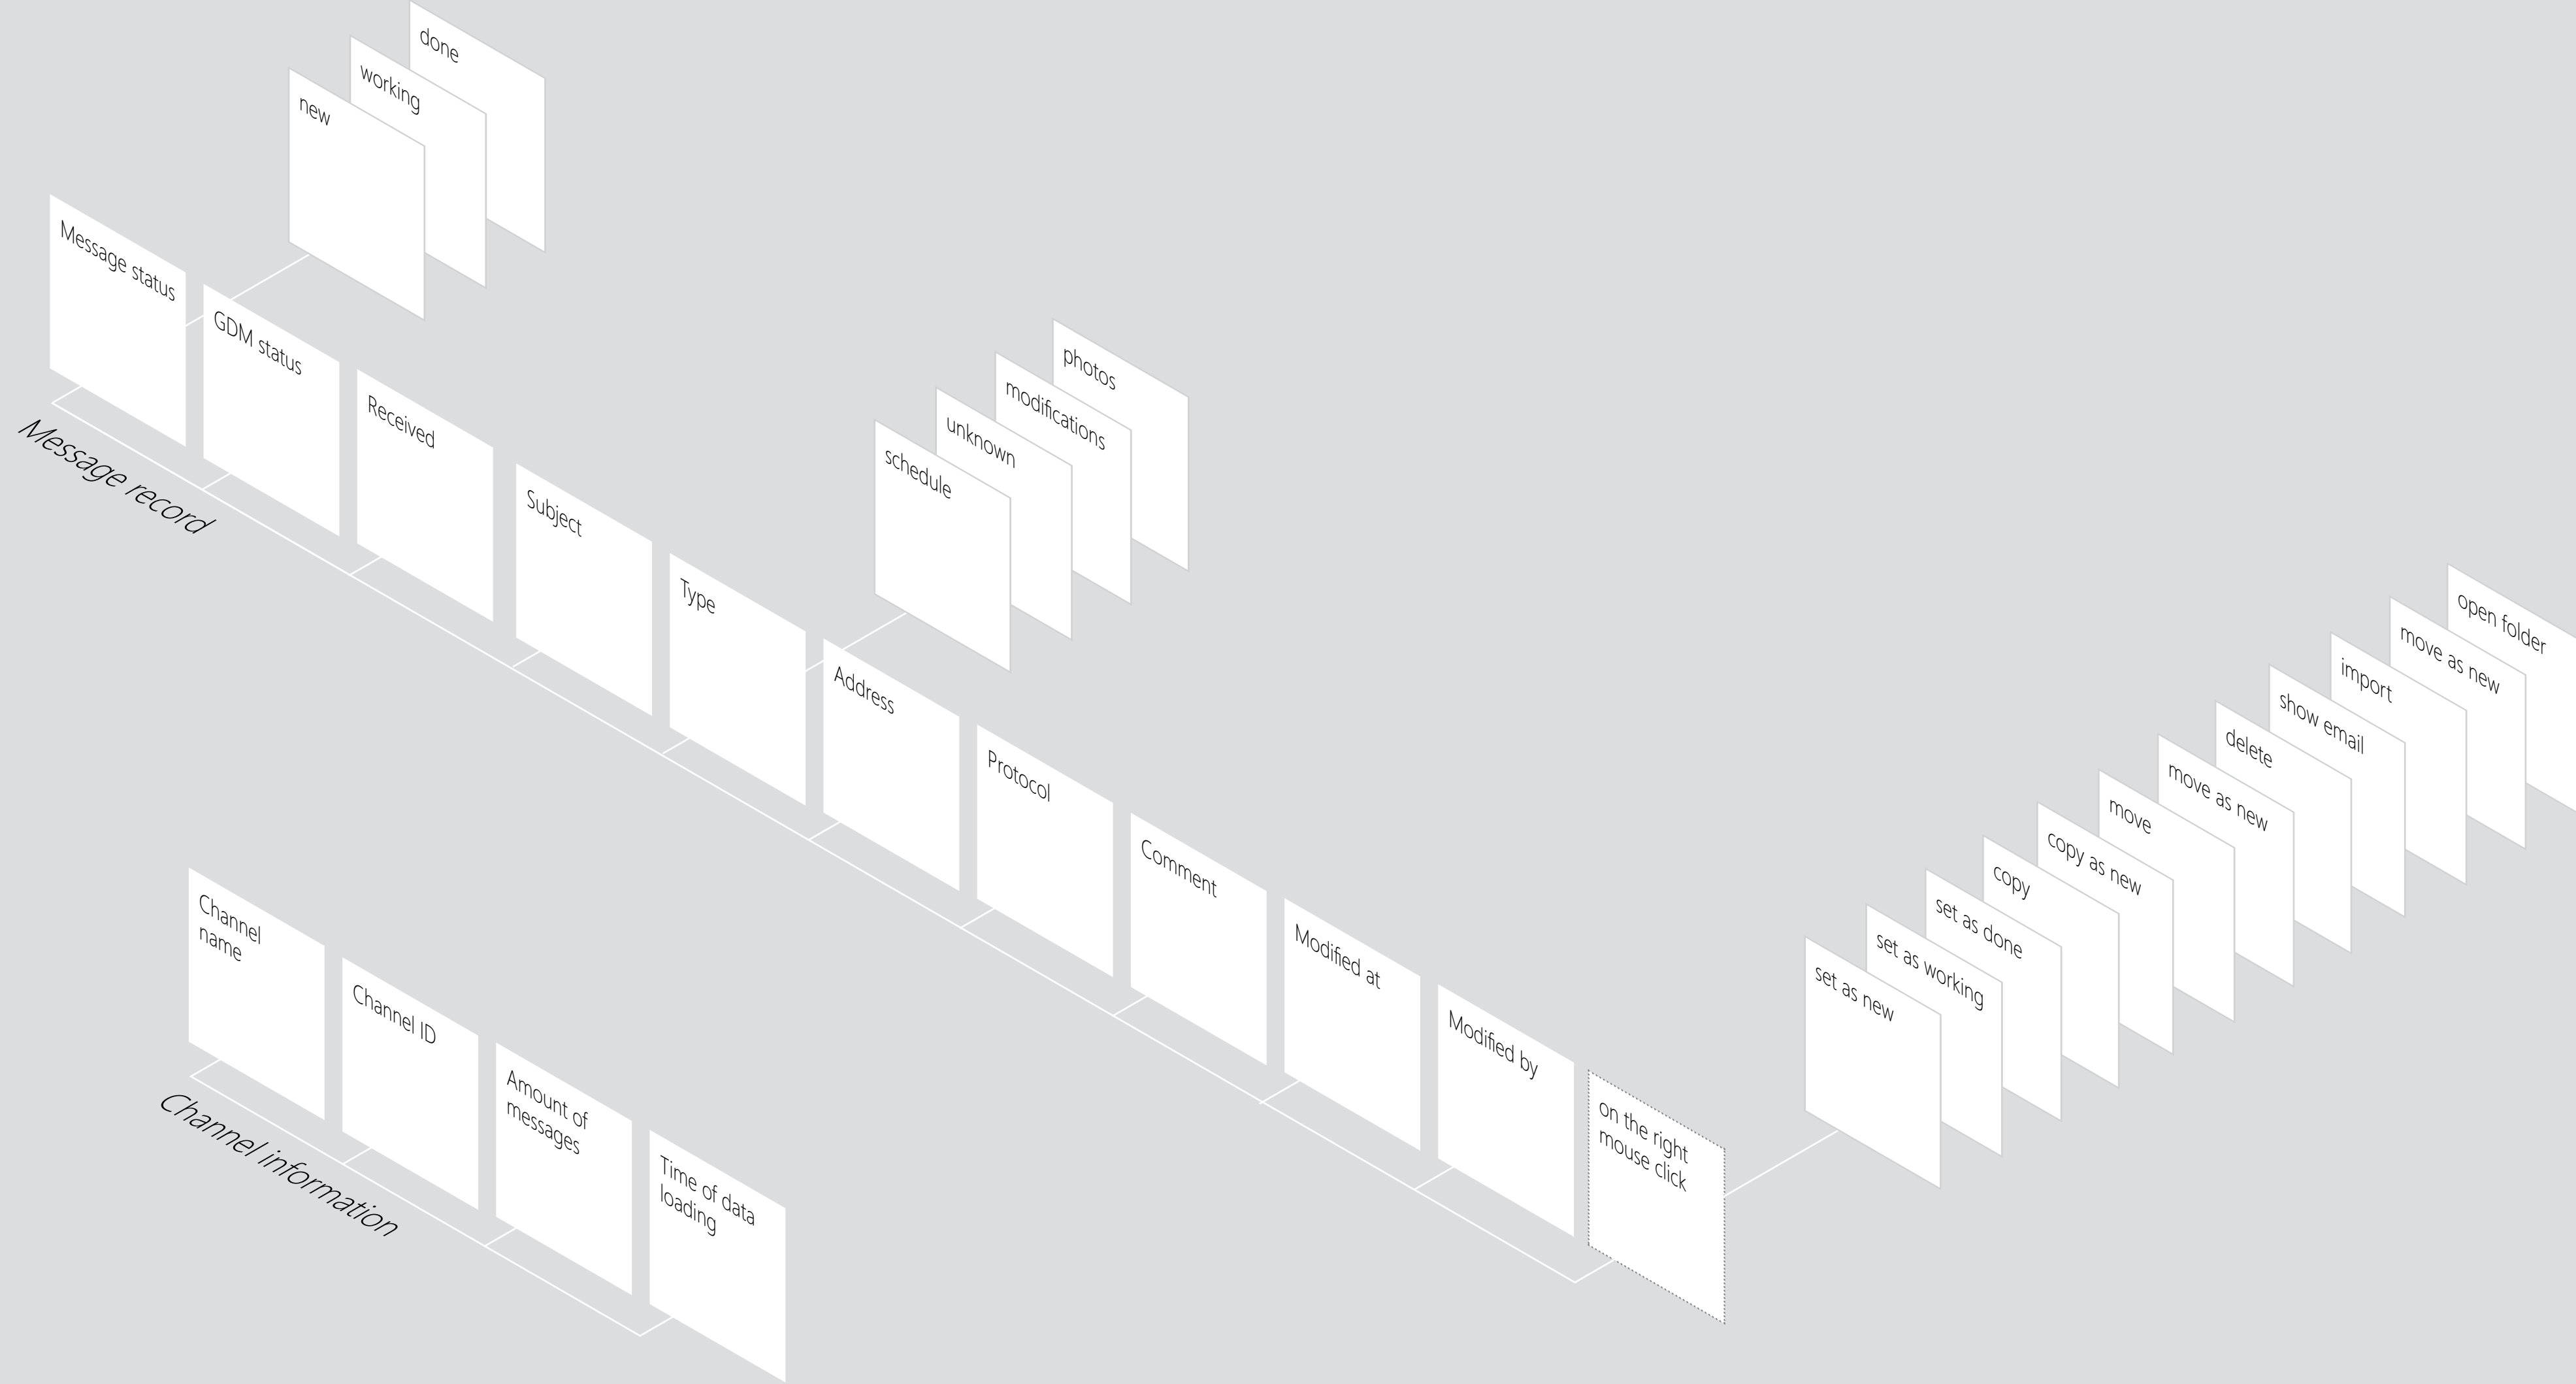 done
working
new
Message status
GDM status
Received
Subject
Type
Address
Protocol
Comment
Modified at
Modified by
on the right
mouse click
Message record
photos
modifications
unknown
schedule
open folder
move as new
import
show email
delete
move as new
move
copy as new
copy
set as done
set as working
set as new
Channel
name
Channel ID
Amount of
messages
Time of data
loading
Channel information